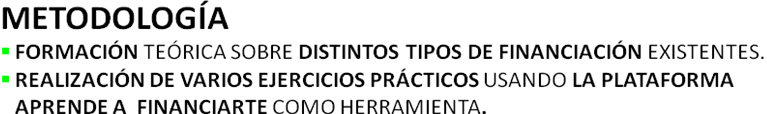 METODOLOGÍA
▪ FORMACIÓN TEÓRICA SOBRE DISTINTOS TIPOS DE FINANCIACIÓN EXISTENTES.
▪ REALIZACIÓN DE VARIOS EJERCICIOS PRÁCTICOS USANDO LA PLATAFORMA
APRENDE A FINANCIARTE COMO HERRAMIENTA.